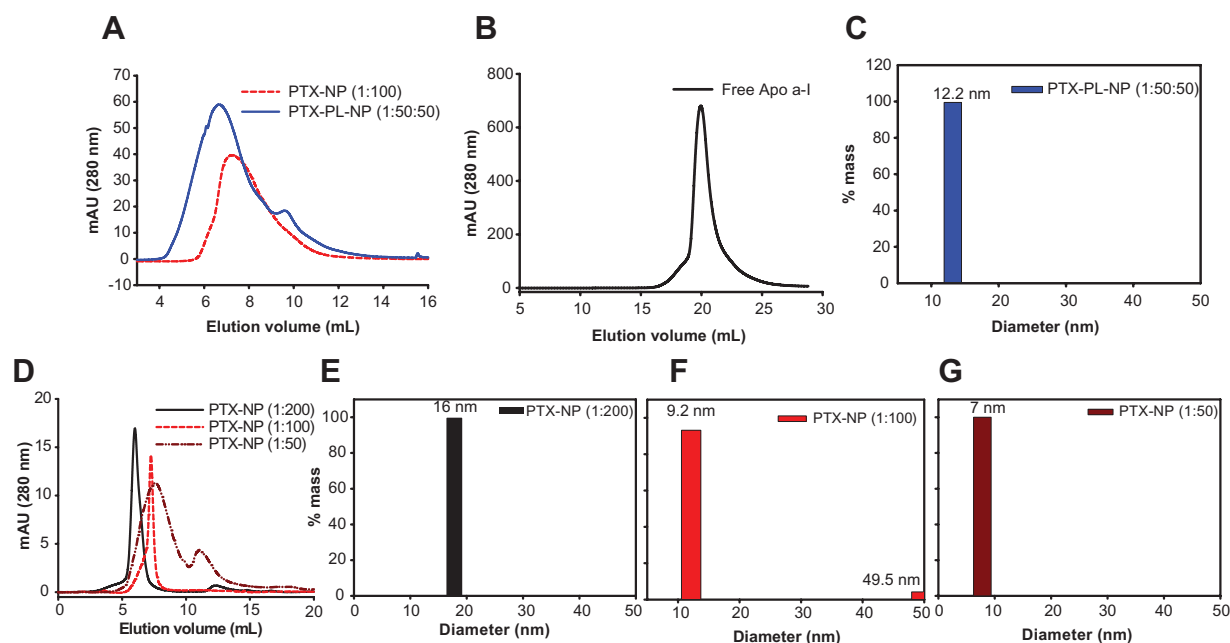 A
70
60
50
40
30
20
10
0
-10
4
6
8
10
12
14
16
mAU (280 nm)
Elution volume (mL)
PTX-NP (1:100)
PTX-PL-NP (1:50:50)
B
800
600
400
200
0
5
10
15
20
25
30
mAU (280 nm)
Elution volume (mL)
Free Apo a-I
C
120
100
80
60
40
20
0
10
20
30
40
50
% mass
Diameter (nm)
12.2 nm
PTX-PL-NP (1:50:50)
D
20
15
10
5
0
0
5
10
15
20
mAU (280 nm)
Elution volume (mL)
PTX-NP (1:200)
PTX-NP (1:100)
PTX-NP (1:50)
E
100
80
60
40
20
0
0
10
20
30
40
50
% mass
Diameter (nm)
16 nm
PTX-NP (1:200)
F
9.2 nm
PTX-NP (1:100)
49.5 nm
10
20
30
40
50
Diameter (nm)
G
7 nm
PTX-NP (1:50)
0
10
20
30
40
50
Diameter (nm)